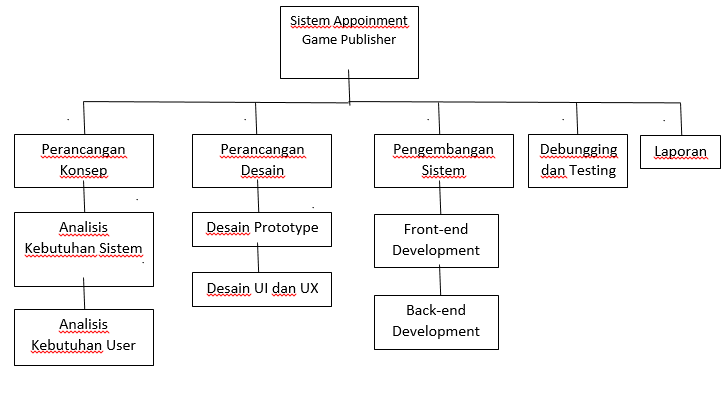 Sistem Appoinment
Game Publisher
Perancangan
Konsep
Perancangan
Desain
Pengembangan
Sistem
Debungging
dan Testing
Laporan
Analisis
Kebutuhan Sistem
Desain Prototype
Front-end
Development
Desain UI dan UX
Analisis
Kebutuhan User
Back-end
Development